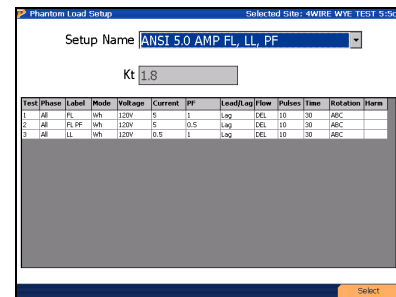 Phantom Load Setup Selected Site: 4WIRE WYE TEST 5:5
Setup Name ANSI 5.0 AMP FL, LL, PF
Kt 1.8
Test Phase Label Mode Voltage Current PF Lead/Lag Flow Pulses Time Rotation Harm
1 All FL Wh 120V 5 1 Lag DEL 10 30 ABC
2 All FL PF Wh 120V 5 0.5 Lag DEL 10 30 ABC
3 All LL Wh 120V 0.5 1 Lag DEL 10 30 ABC
Select